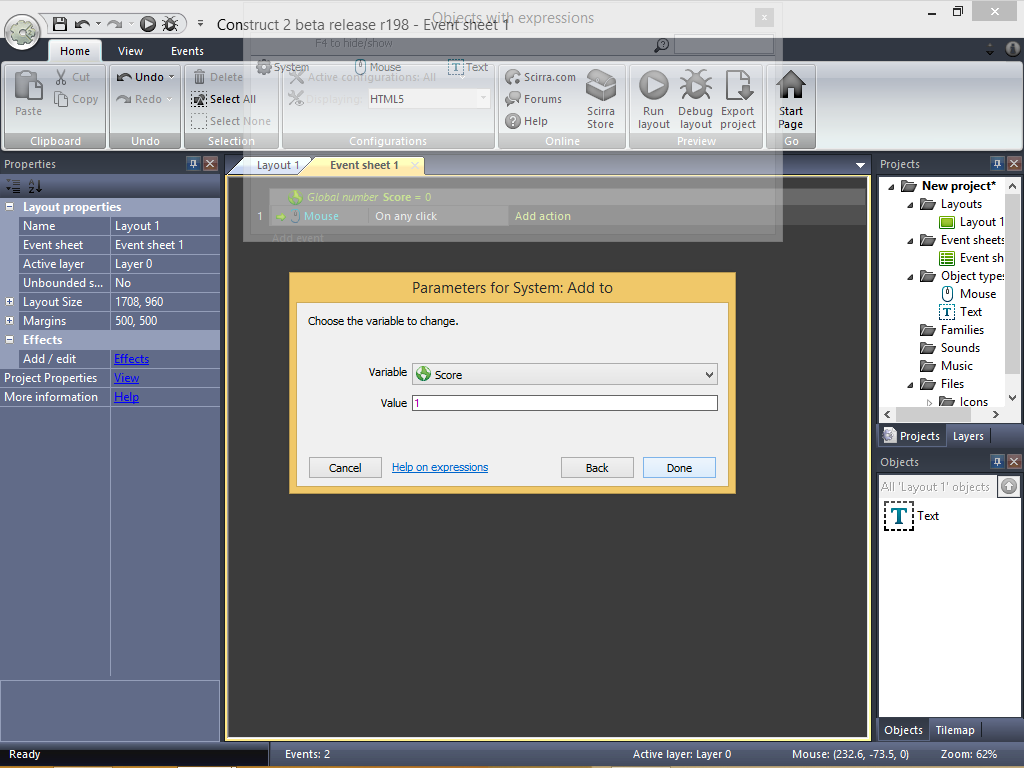 Construct 2 beta release r198 - Event sheet 1
Objects with expressions
F4 to hide/show
System
Mouse
Text
Home
View
Events
Paste
Cut
Copy
Clipboard
Undo
Redo
Undo
Delete
Select All
Select None
Selection
Active configurations: All
Displaying:
HTML5
Configurations
Scirra.com
Forums
Help
Scirra
Store
Online
Run
layout
Debug
layout
Export
project
Preview
Start
Page
Go
Properties
Layout properties
Name Layout 1
Event sheet Event sheet 1
Active layer Layer 0
Unbounded s... No
Layout Size 1708, 960
Margins 500, 500
Effects
Add / edit Effects
Project Properties View
More information Help
Layout 1
Event sheet 1
Global number Score = 0
1 Mouse On any click Add action
Add event
Parameters for System: Add to
Choose the variable to change.
Variable Score
Value 1
Cancel
Help on expressions
Back
Done
Projects
New project*
Layouts
Layout 1
Event sheets
Event sh
Object types
Mouse
Text
Families
Sounds
Music
Files
Icons
Projects
Layers
Objects
All 'Layout 1' objects
Text
Objects
Tilemap
Ready
Events: 2
Active layer: Layer 0
Mouse: (232.6, -73.5, 0)
Zoom: 62%